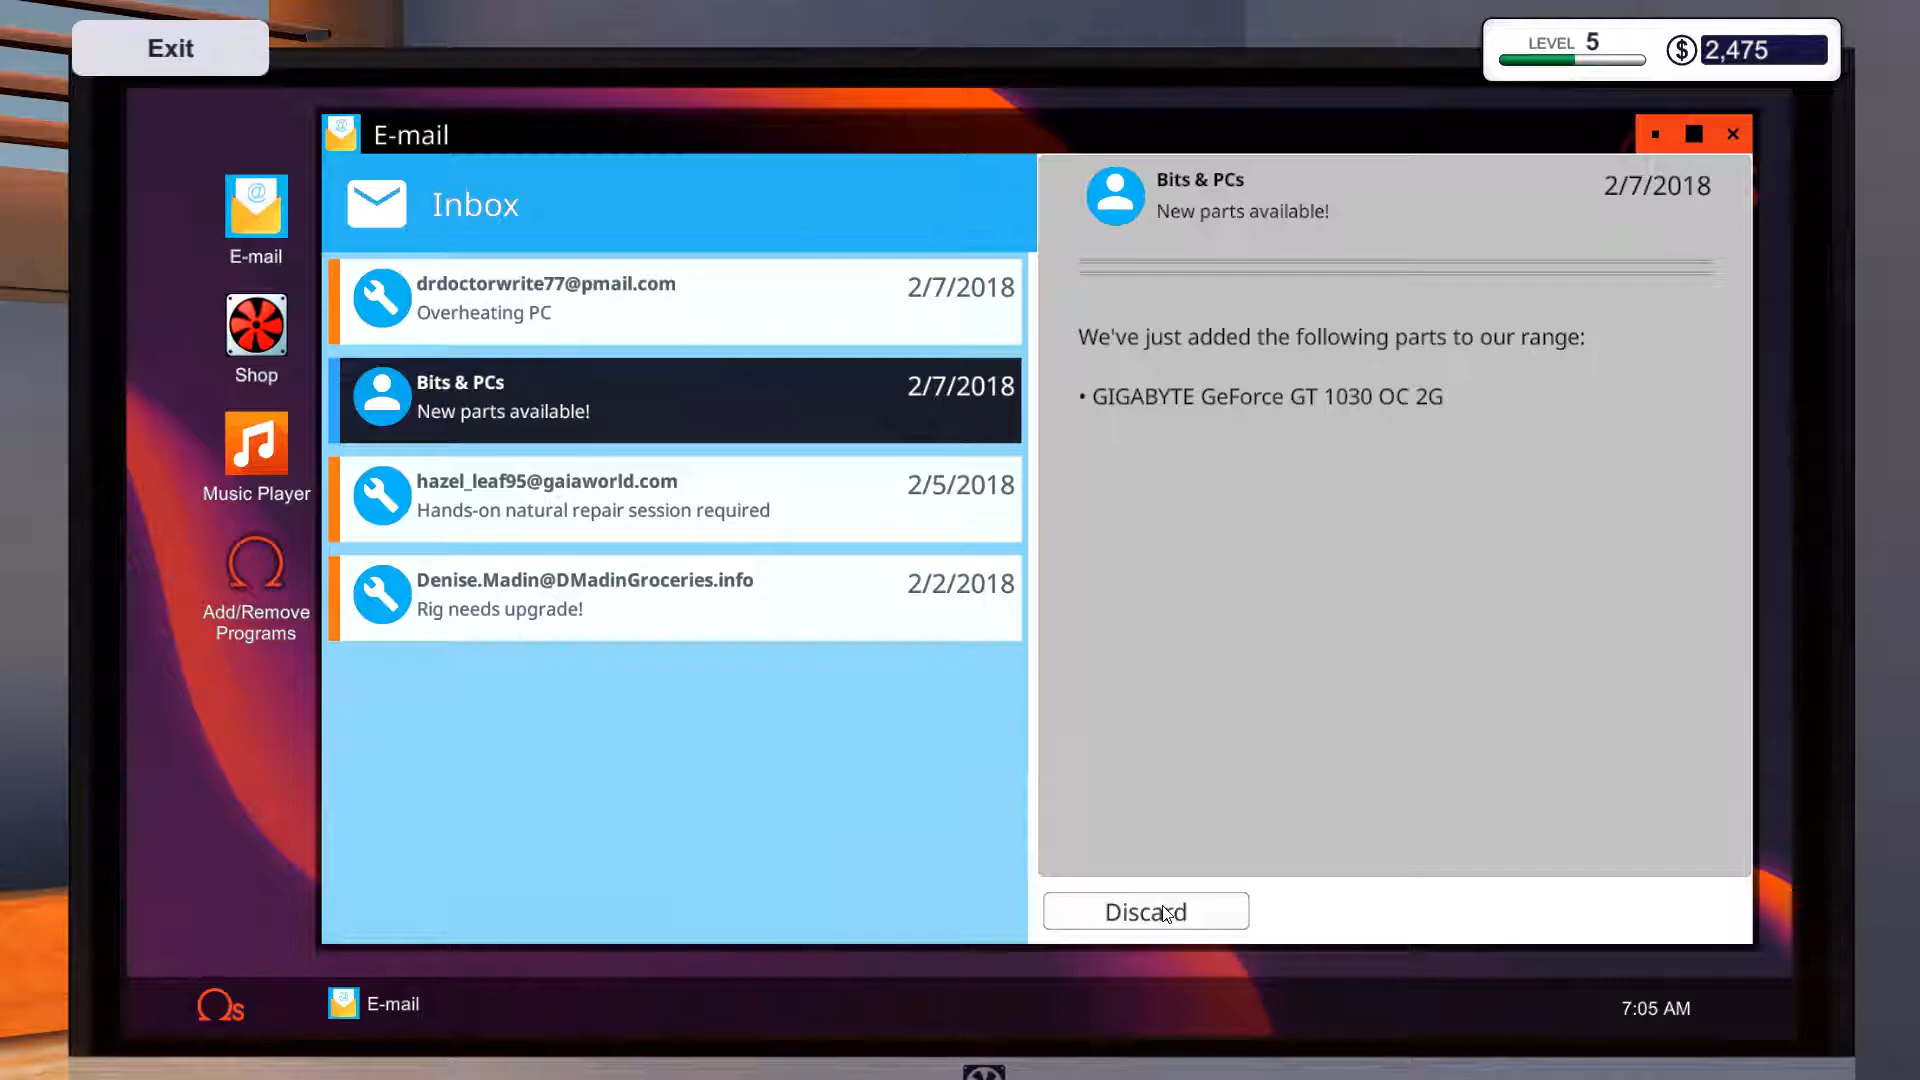 Exit
LEVEL 5
$ 2,475
E-mail
E-mail
Shop
Music Player
Add/Remove
Programs
Inbox
drdoctorwrite77@pmail.com
2/7/2018
Overheating PC
Bits & PCs
2/7/2018
New parts available!
hazel_leaf95@gaiaworld.com
2/5/2018
Hands-on natural repair session required
Denise.Madin@DMadinGroceries.info
2/2/2018
Rig needs upgrade!
Bits & PCs
2/7/2018
New parts available!
We've just added the following parts to our range:
• GIGABYTE GeForce GT 1030 OC 2G
Discard
Ωs
E-mail
7:05 AM